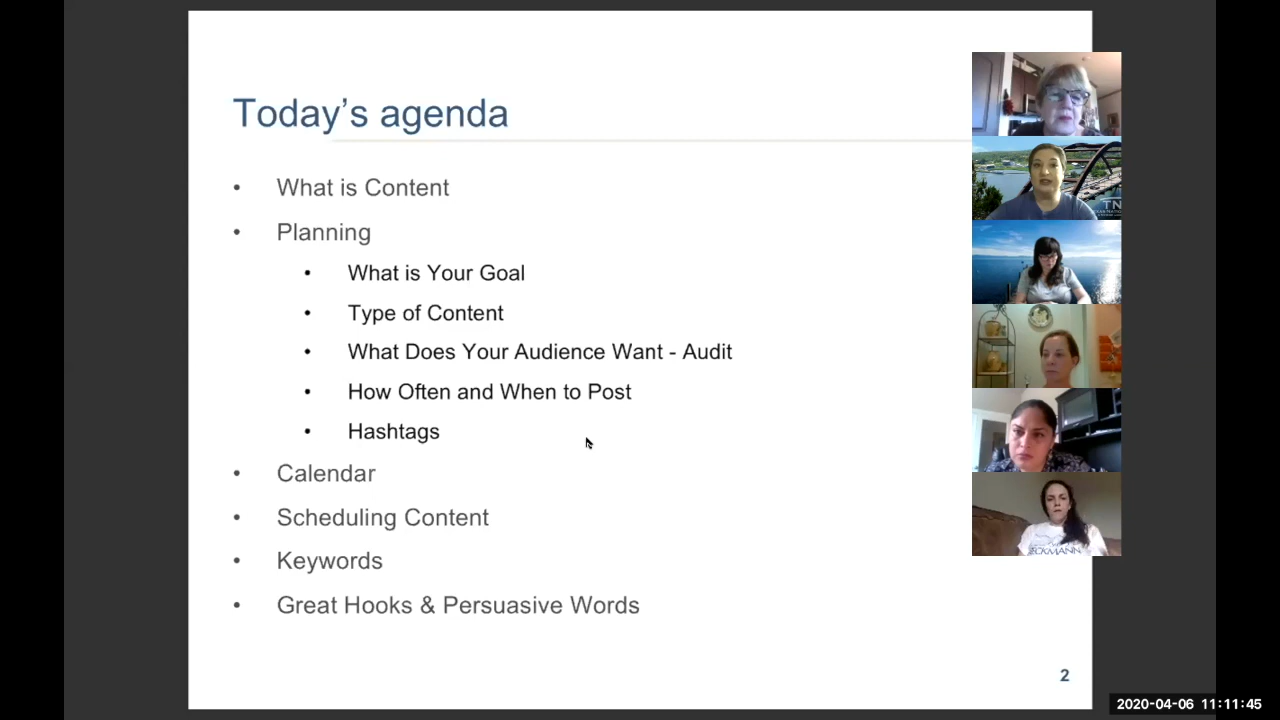 Today's agenda
• What is Content
• Planning
• What is Your Goal
• Type of Content
• What Does Your Audience Want - Audit
• How Often and When to Post
• Hashtags
• Calendar
• Scheduling Content
• Keywords
• Great Hooks & Persuasive Words
2
TN
2020-04-06 11:11:45